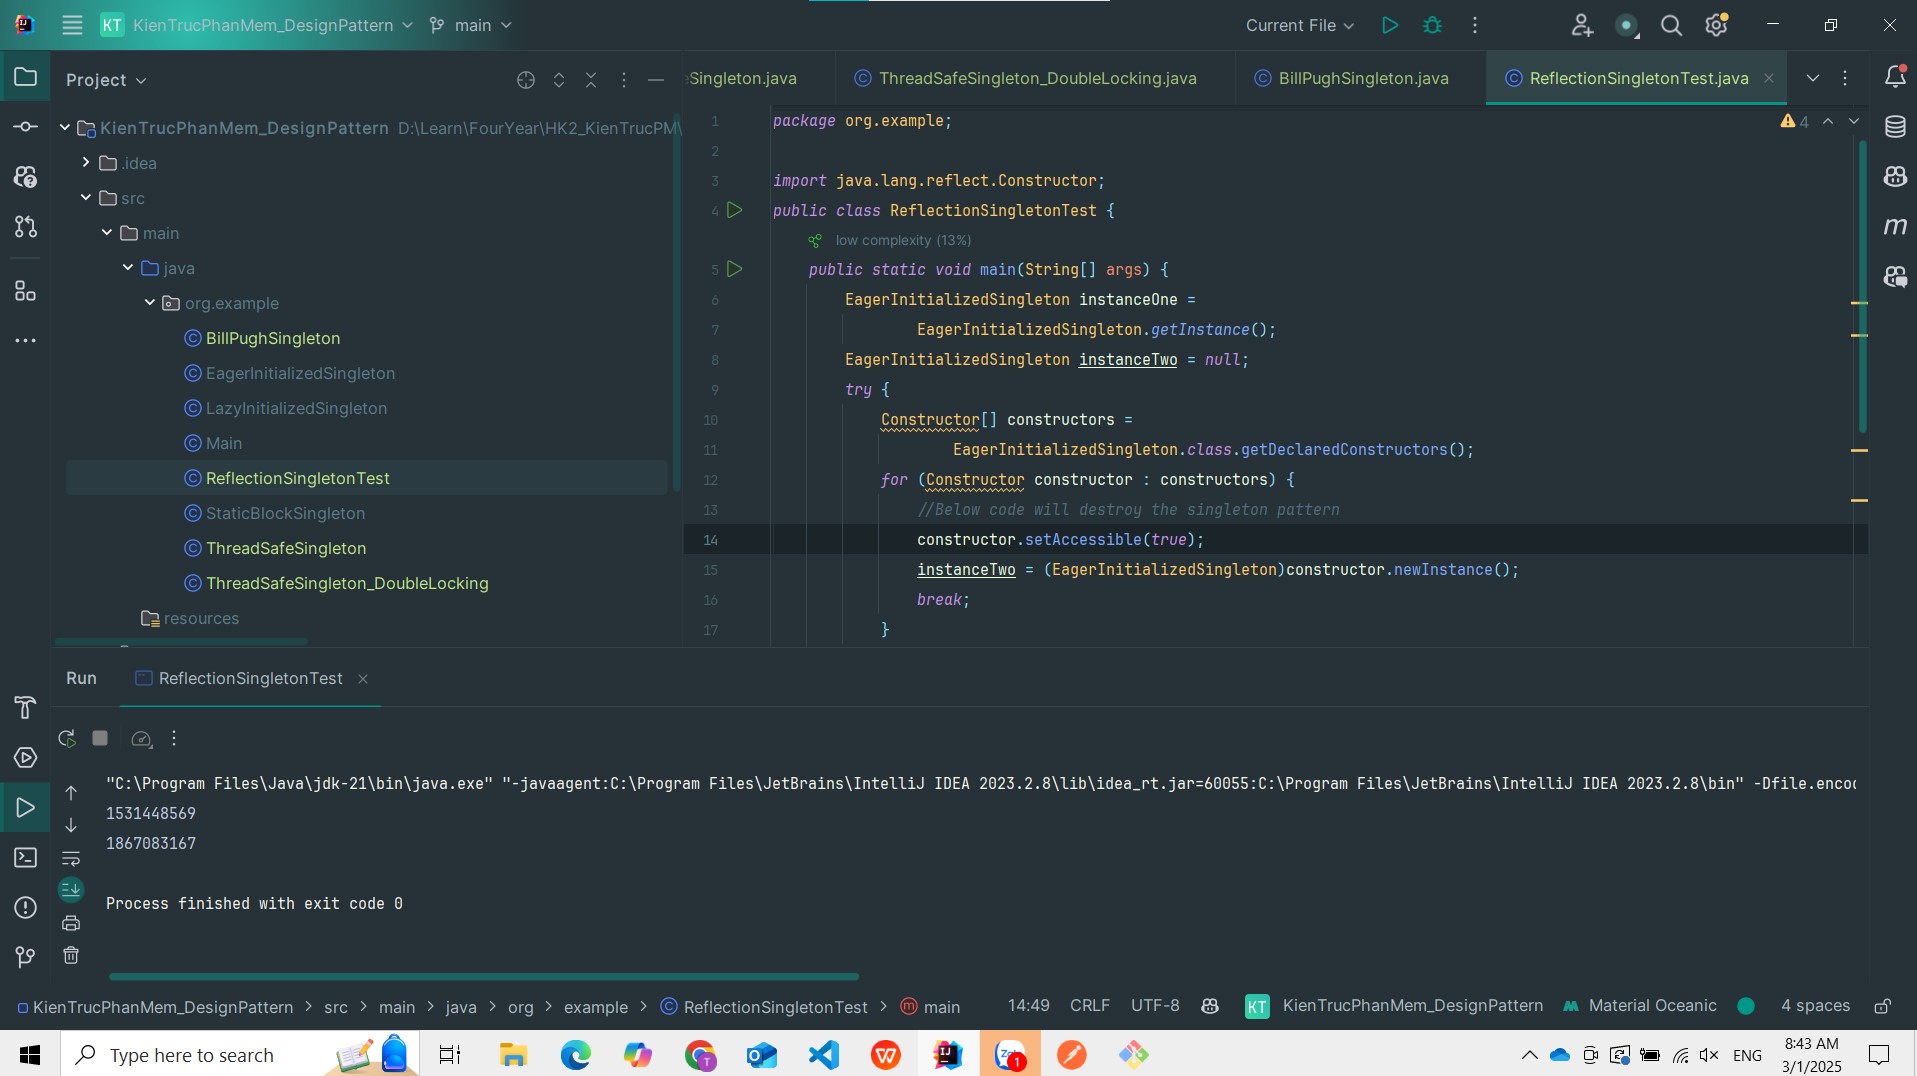 KT KienTrucPhanMem_DesignPattern main Current File
Project
Singleton.java ThreadSafeSingleton_DoubleLocking.java BillPughSingleton.java ReflectionSingletonTest.java
KienTrucPhanMem_DesignPattern D:\Learn\FourYear\HK2_KienTrucPM\
.idea
src
main
java
org.example
BillPughSingleton
EagerInitializedSingleton
LazyInitializedSingleton
Main
ReflectionSingletonTest
StaticBlockSingleton
ThreadSafeSingleton
ThreadSafeSingleton_DoubleLocking
resources
4
1 package org.example;
2
3 import java.lang.reflect.Constructor;
4 public class ReflectionSingletonTest {
low complexity (13%)
5 public static void main(String[] args) {
6 EagerInitializedSingleton instanceOne =
7 EagerInitializedSingleton.getInstance();
8 EagerInitializedSingleton instanceTwo = null;
9 try {
10 Constructor[] constructors =
11 EagerInitializedSingleton.class.getDeclaredConstructors();
12 for (Constructor constructor : constructors) {
13 //Below code will destroy the singleton pattern
14 constructor.setAccessible(true);
15 instanceTwo = (EagerInitializedSingleton)constructor.newInstance();
16 break;
17 }
Run ReflectionSingletonTest
"C:\Program Files\Java\jdk-21\bin\java.exe" "-javaagent:C:\Program Files\JetBrains\IntelliJ IDEA 2023.2.8\lib\idea_rt.jar=60055:C:\Program Files\JetBrains\IntelliJ IDEA 2023.2.8\bin" -Dfile.enco
1531448569
1867083167
Process finished with exit code 0
KienTrucPhanMem_DesignPattern > src > main > java > org > example > ReflectionSingletonTest > main 14:49 CRLF UTF-8 KT KienTrucPhanMem_DesignPattern Material Oceanic 4 spaces
Type here to search
1
ENG
8:43 AM
3/1/2025